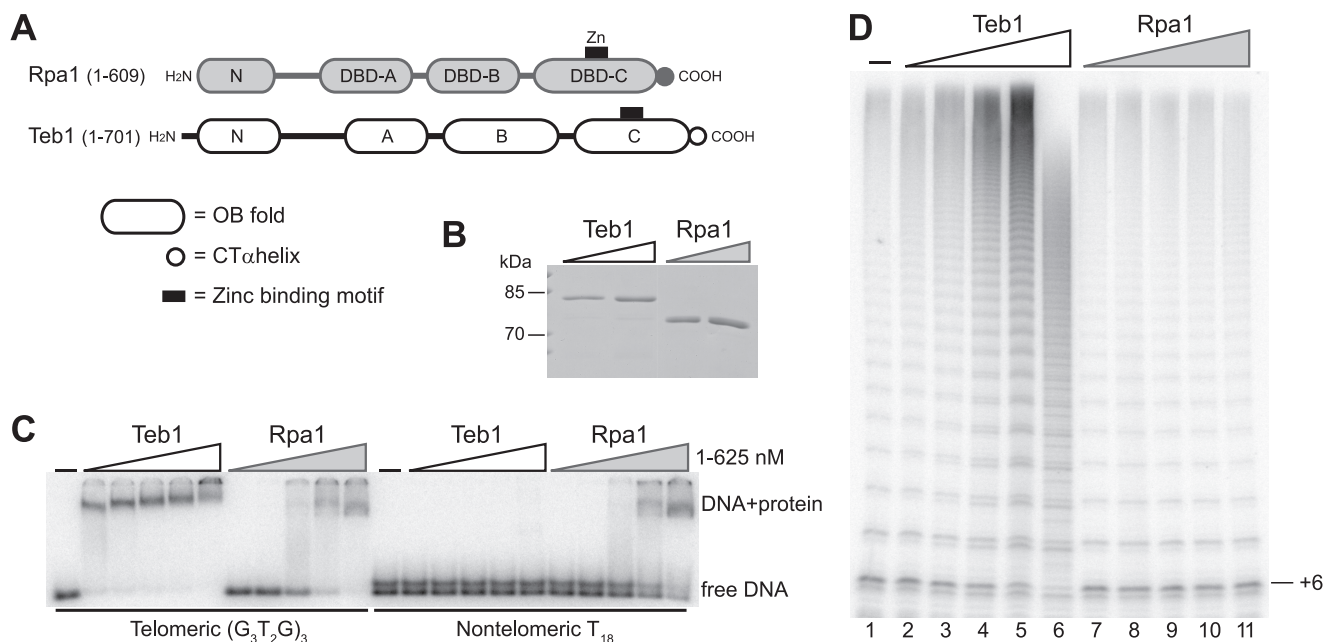 A
Rpa1 (1-609) H2N N DBD-A DBD-B DBD-C COOH
Zn
Teb1 (1-701) H2N N A B C COOH
= OB fold
= CTαhelix
= Zinc binding motif
B
Teb1 Rpa1
kDa
85
70
C
Teb1 Rpa1 Teb1 Rpa1
1-625 nM
DNA+protein
free DNA
Telomeric (G3T2G)3 Nontelomeric T18
D
Teb1 Rpa1
+6
1 2 3 4 5 6 7 8 9 10 11